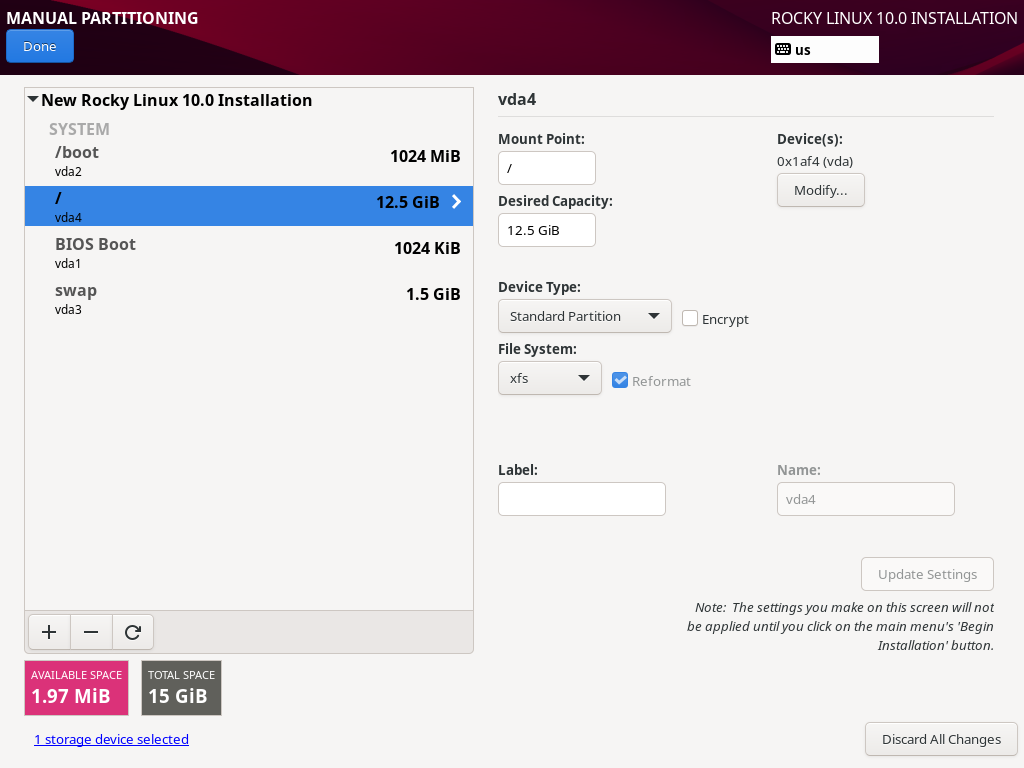 MANUAL PARTITIONING
ROCKY LINUX 10.0 INSTALLATION
Done
us
New Rocky Linux 10.0 Installation
SYSTEM
/boot
1024 MiB
vda2
/
12.5 GiB
vda4
BIOS Boot
1024 KiB
vda1
swap
1.5 GiB
vda3
AVAILABLE SPACE
1.97 MiB
TOTAL SPACE
15 GiB
1 storage device selected
vda4
Mount Point:
/
Device(s):
0x1af4 (vda)
Modify...
Desired Capacity:
12.5 GiB
Device Type:
Standard Partition
Encrypt
File System:
xfs
Reformat
Label:
Name:
vda4
Update Settings
Note: The settings you make on this screen will not
be applied until you click on the main menu's 'Begin
Installation' button.
Discard All Changes